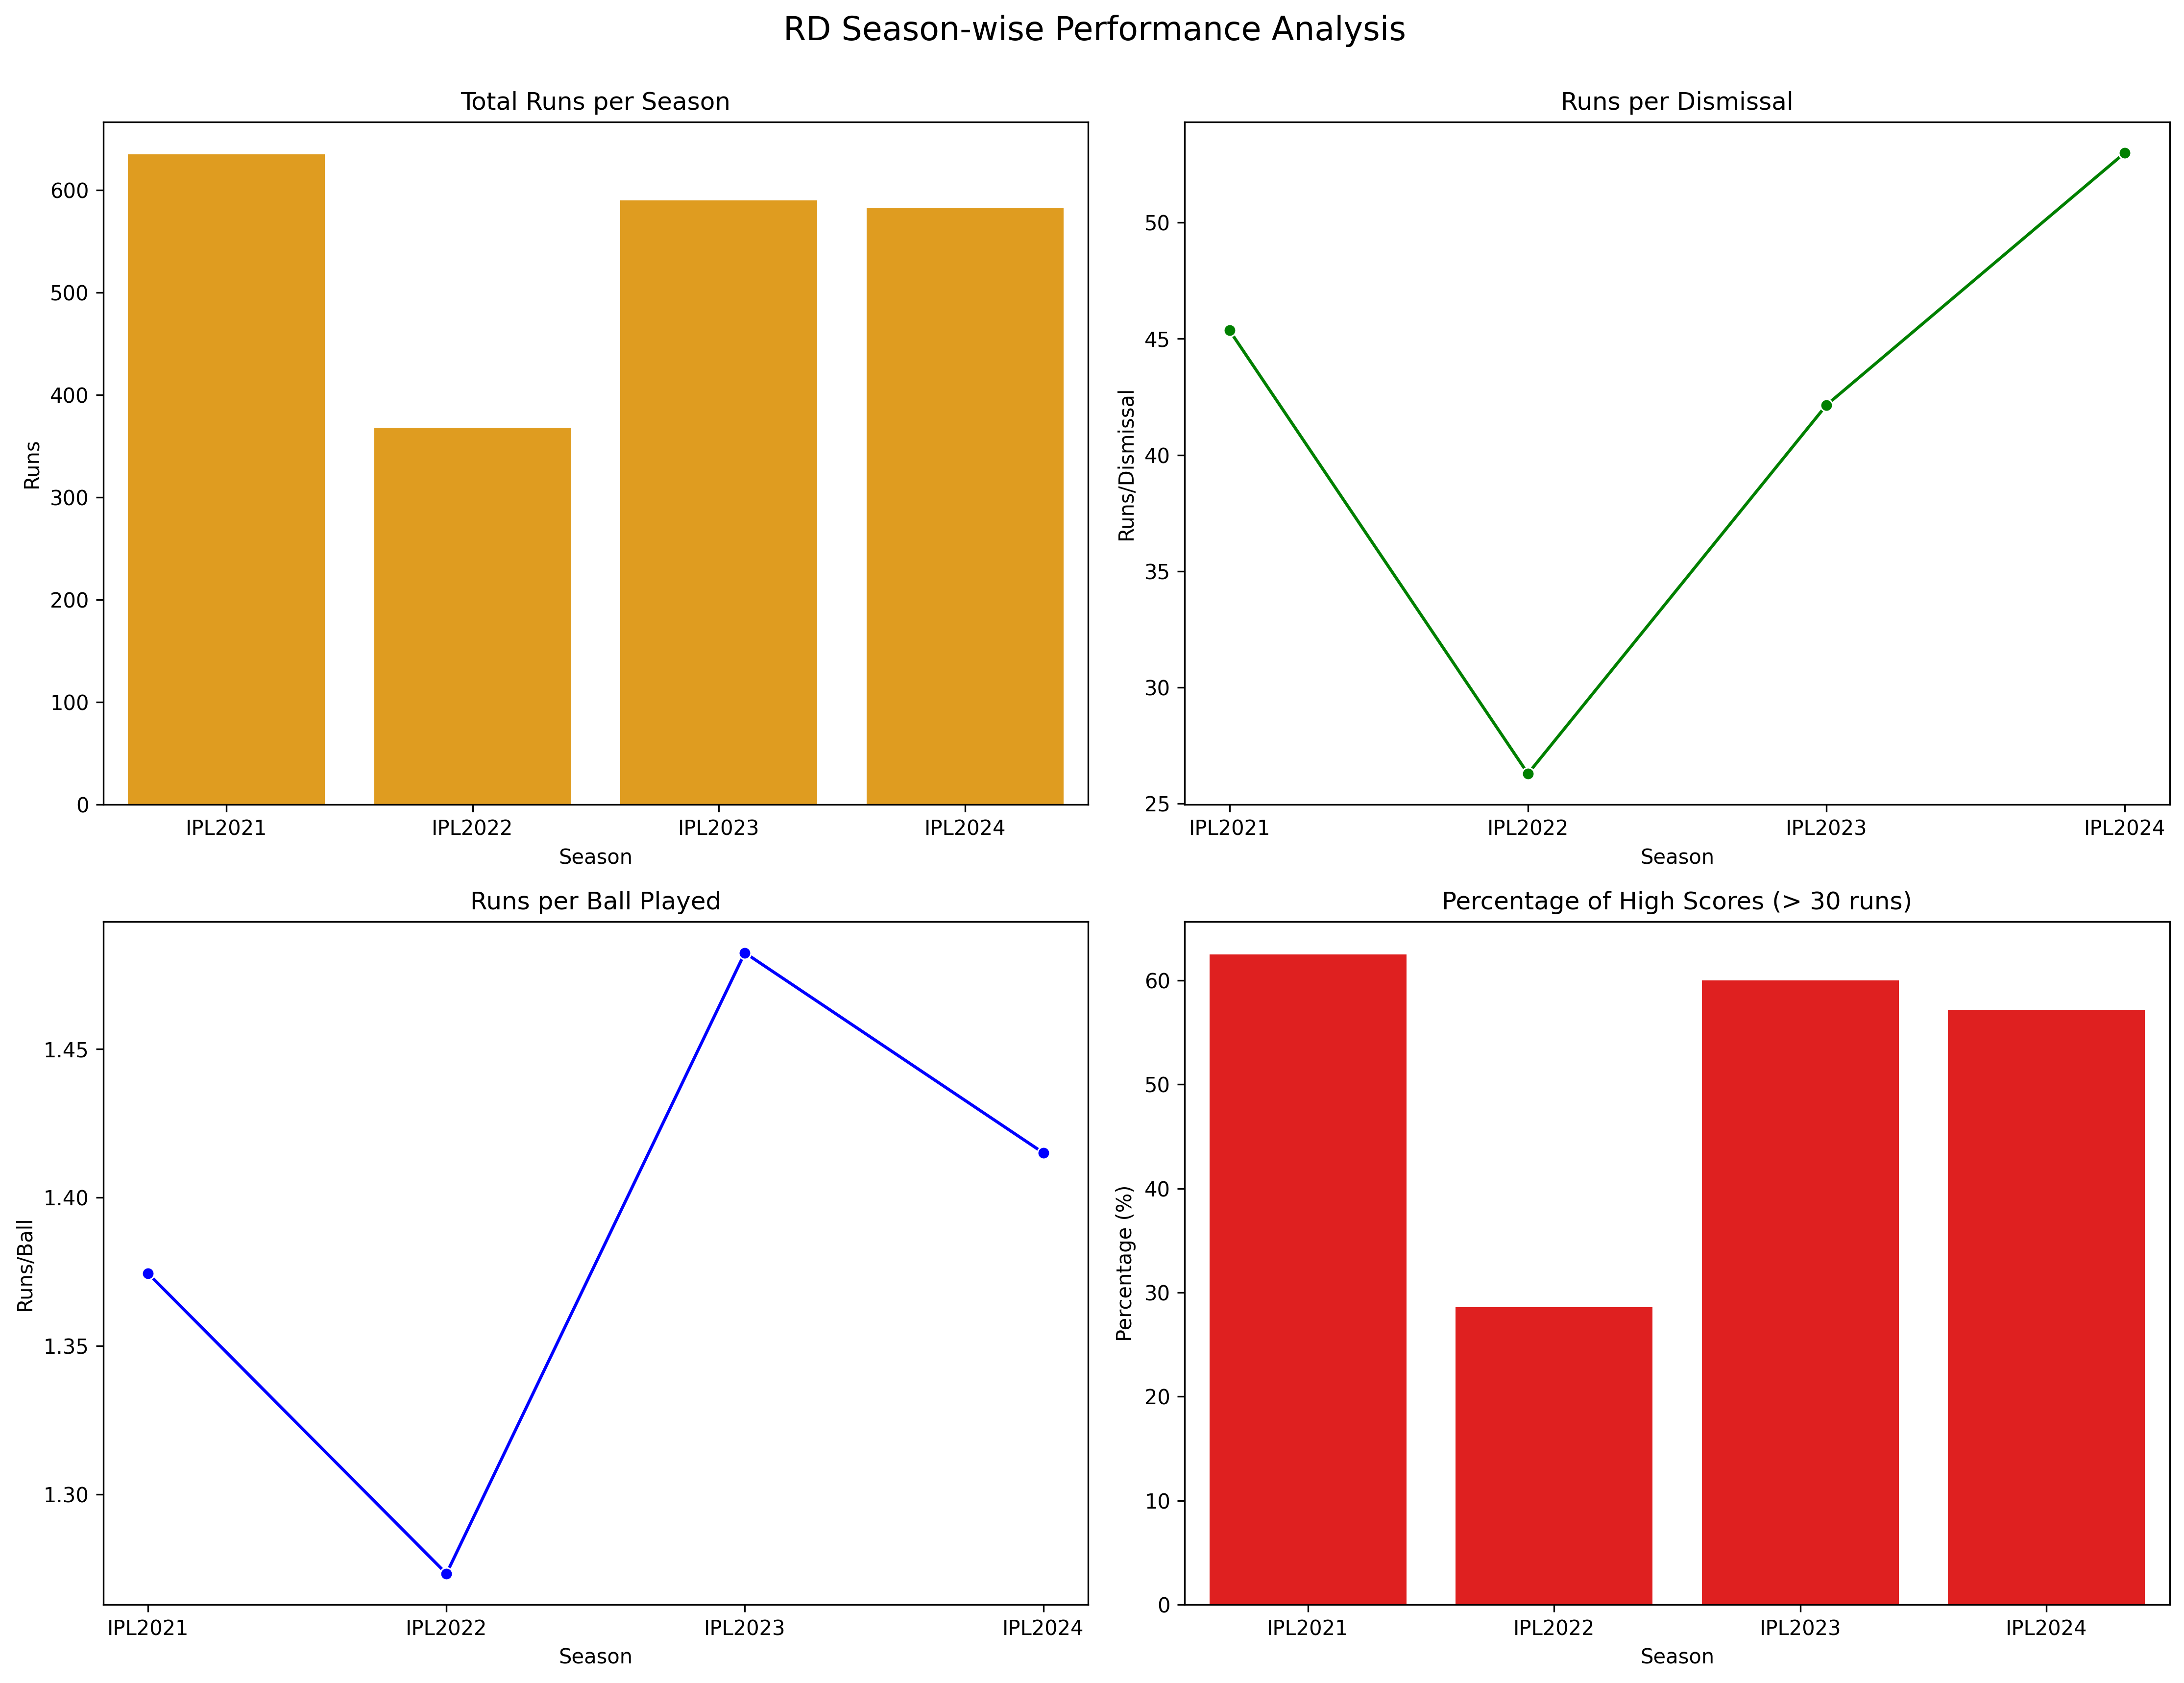 RD Season-wise Performance Analysis
Total Runs per Season
600
500
400
300
200
100
0
Runs
IPL2021 IPL2022 IPL2023 IPL2024
Season
Runs per Dismissal
50
45
40
35
30
25
Runs/Dismissal
IPL2021 IPL2022 IPL2023 IPL2024
Season
Runs per Ball Played
1.45
1.40
1.35
1.30
Runs/Ball
IPL2021 IPL2022 IPL2023 IPL2024
Season
Percentage of High Scores (> 30 runs)
60
50
40
30
20
10
0
Percentage (%)
IPL2021 IPL2022 IPL2023 IPL2024
Season